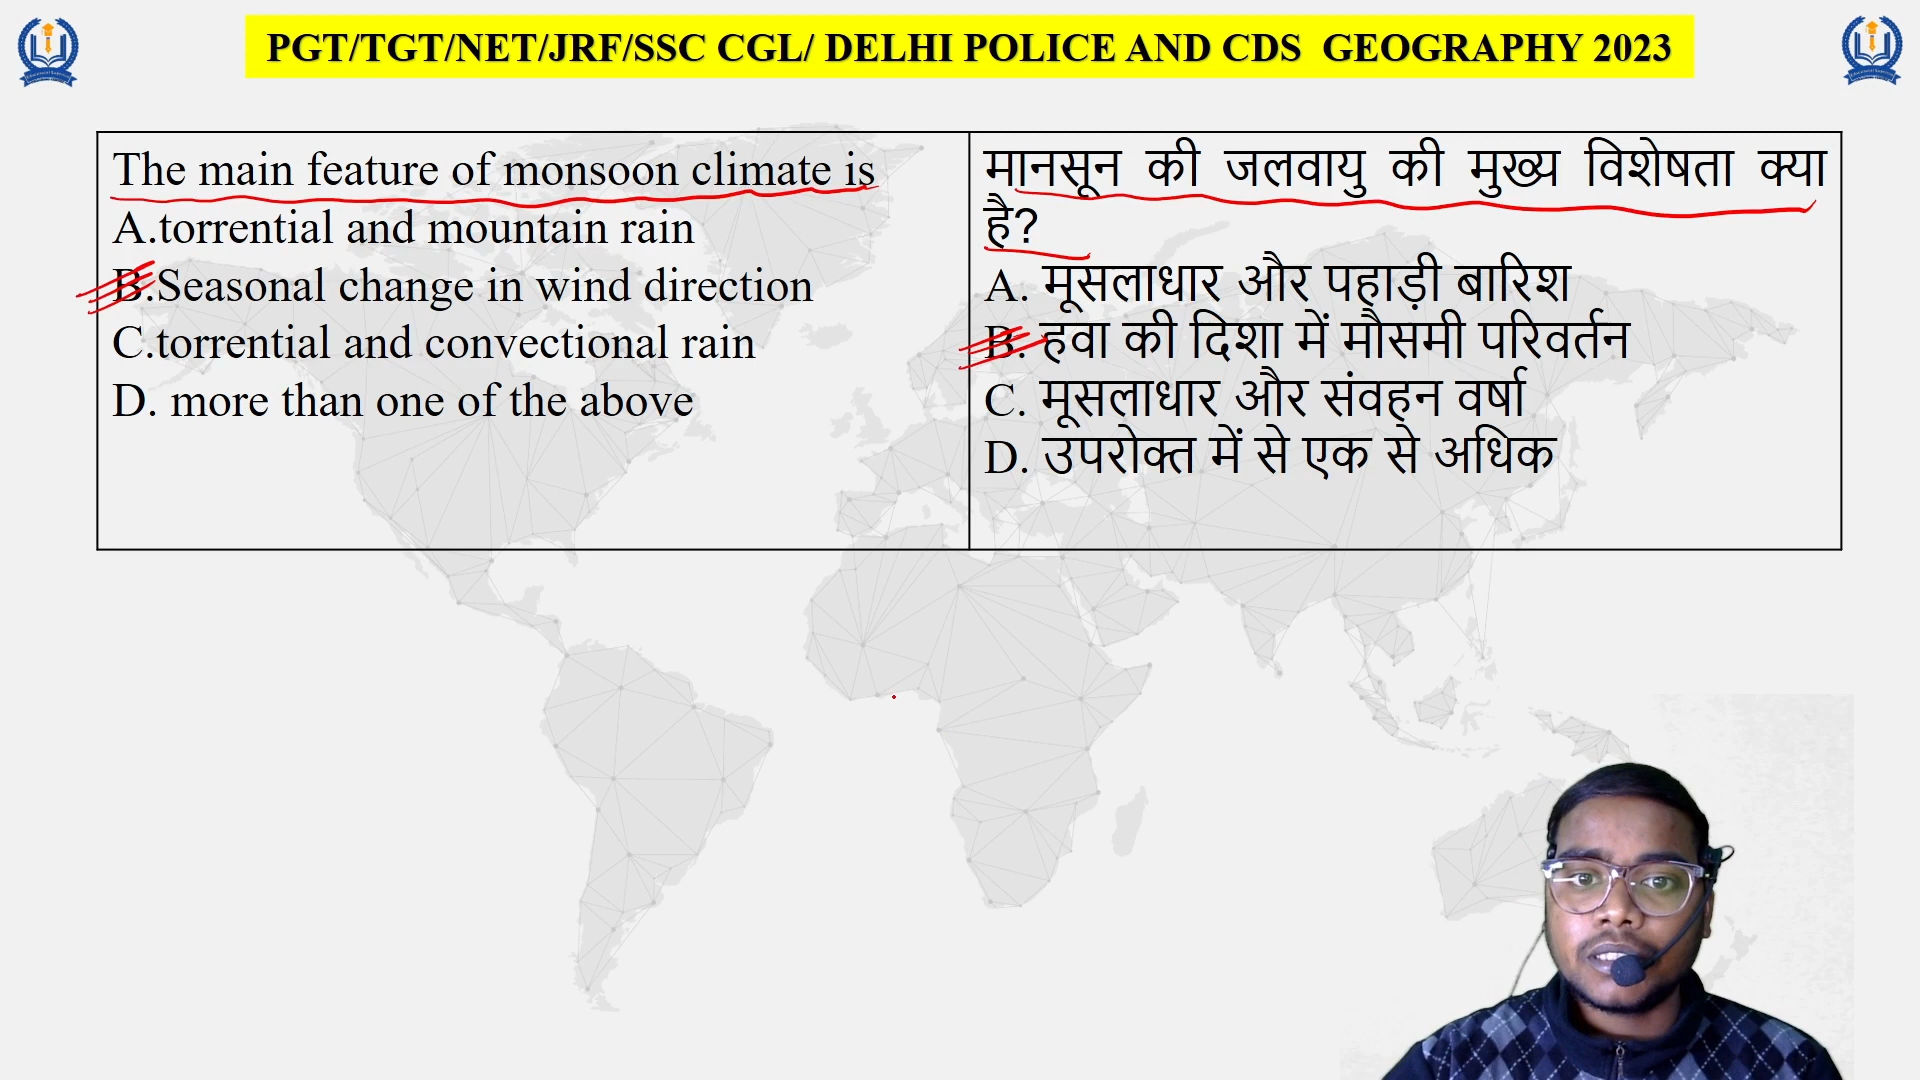 PGT/TGT/NET/JRF/SSC CGL/ DELHI POLICE AND CDS GEOGRAPHY 2023
The main feature of monsoon climate is
A.torrential and mountain rain
B.Seasonal change in wind direction
C.torrential and convectional rain
D. more than one of the above
मानसून की जलवायु की मुख्य विशेषता क्या
है?
A. मूसलाधार और पहाड़ी बारिश
B. हवा की दिशा में मौसमी परिवर्तन
C. मूसलाधार और संवहन वर्षा
D. उपरोक्त में से एक से अधिक